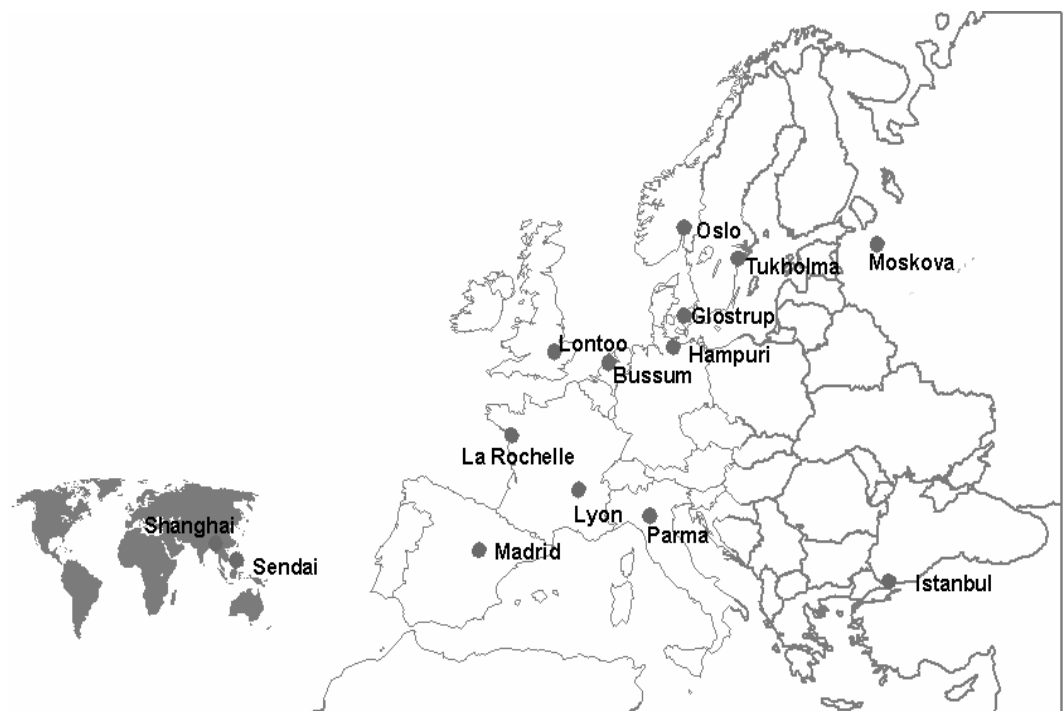 Oslo
Tukholma
Moskova
Glostrup
Lontoo
Hampuri
Bussum
La Rochelle
Lyon
Parma
Shanghai
Madrid
Sendai
Istanbul